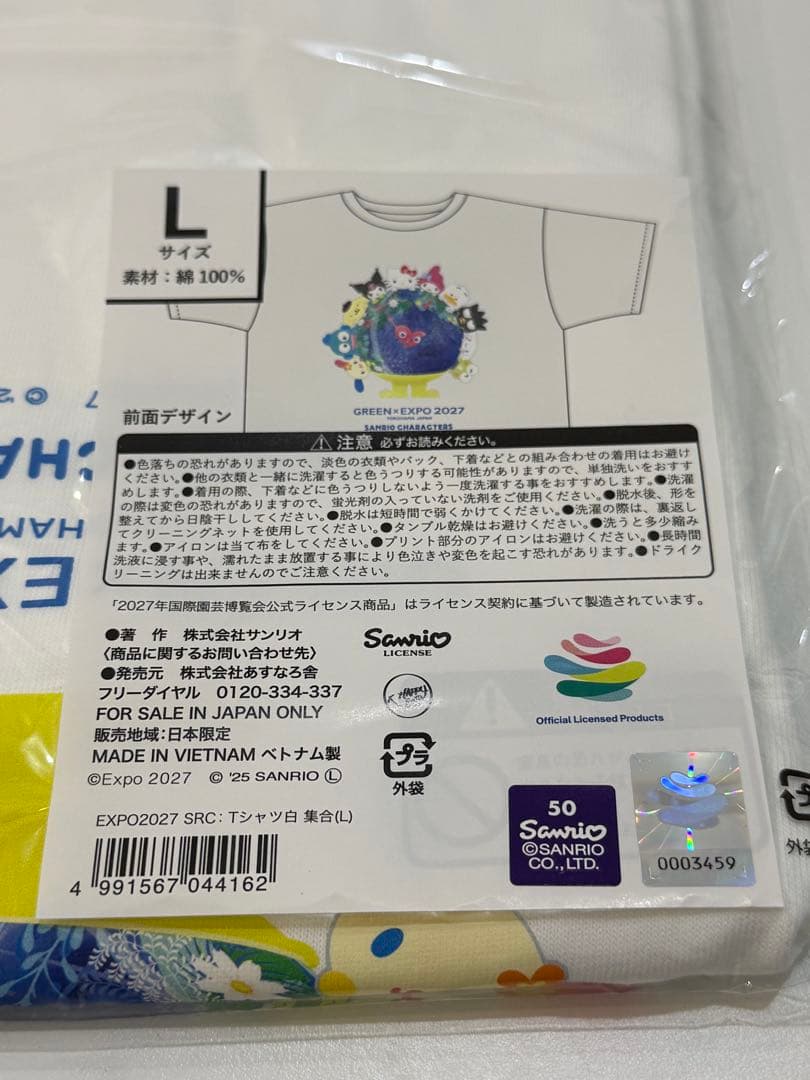 L
サイズ
素材：綿100%
前面デザイン
GREEN×EXPO 2027
YOKOHAMA JAPAN
SANRIO CHARACTERS
注意 必ずお読みください。
●色落ちの恐れがありますので、淡色の衣類やバック、下着などとの組み合わせの着用はお避け
ください。●他の衣類と一緒に洗濯すると色うつりする可能性がありますので、単独洗いをおすす
めします。●着用の際、下着などに色うつりしないよう一度洗濯する事をおすすめします。●洗濯
の際は変色の恐れがありますので、蛍光剤の入っていない洗剤をご使用ください。●脱水後、形を
整えてから日陰干ししてください。●脱水は短時間で弱くかけてください。●洗濯の際は、裏返し
てクリーニングネットを使用してください。●タンブル乾燥はお避けください。●洗うと多少縮み
ます。●アイロンは当て布をしてください。●プリント部分のアイロンはお避けください。●長時間
洗液に浸す事や、濡れたまま放置する事により色泣きや変色を起こす恐れがあります。●ドライク
リーニングは出来ませんのでご注意ください。
「2027年国際園芸博覧会公式ライセンス商品」はライセンス契約に基づいて製造されています。
●著 作 株式会社サンリオ
〈商品に関するお問い合わせ先〉
●発売元 株式会社あすなろ舎
フリーダイヤル 0120-334-337
FOR SALE IN JAPAN ONLY
販売地域：日本限定
MADE IN VIETNAM ベトナム製
©Expo 2027 © '25 SANRIO Ⓛ
Sanrio
LICENSE
HAPPY
プラ
外袋
Official Licensed Products
EXPO2027 SRC：Tシャツ白 集合(L)
4 991567 044162
50
Sanrio
©SANRIO
CO., LTD.
0003459
外袋